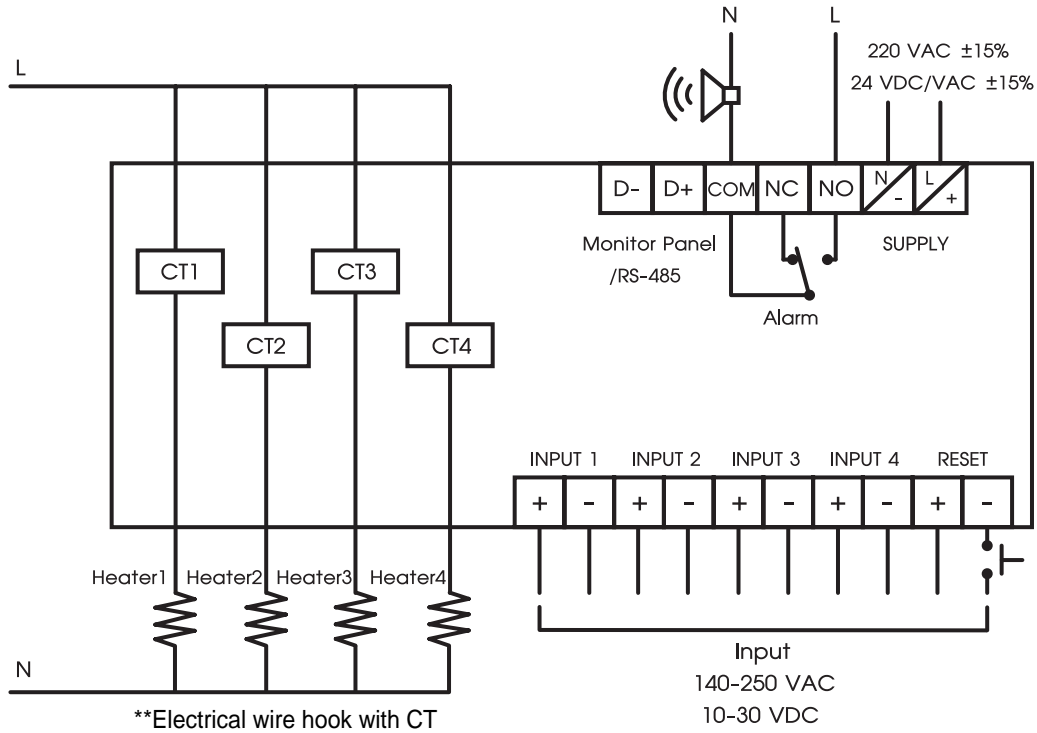 N
L
220 VAC ±15%
24 VDC/VAC ±15%
L
D-
D+
COM
NC
NO
N
-
L
+
Monitor Panel
/RS-485
SUPPLY
Alarm
CT1
CT3
CT2
CT4
INPUT 1
INPUT 2
INPUT 3
INPUT 4
RESET
+
-
+
-
+
-
+
-
+
-
Heater1
Heater2
Heater3
Heater4
N
Input
140-250 VAC
10-30 VDC
**Electrical wire hook with CT